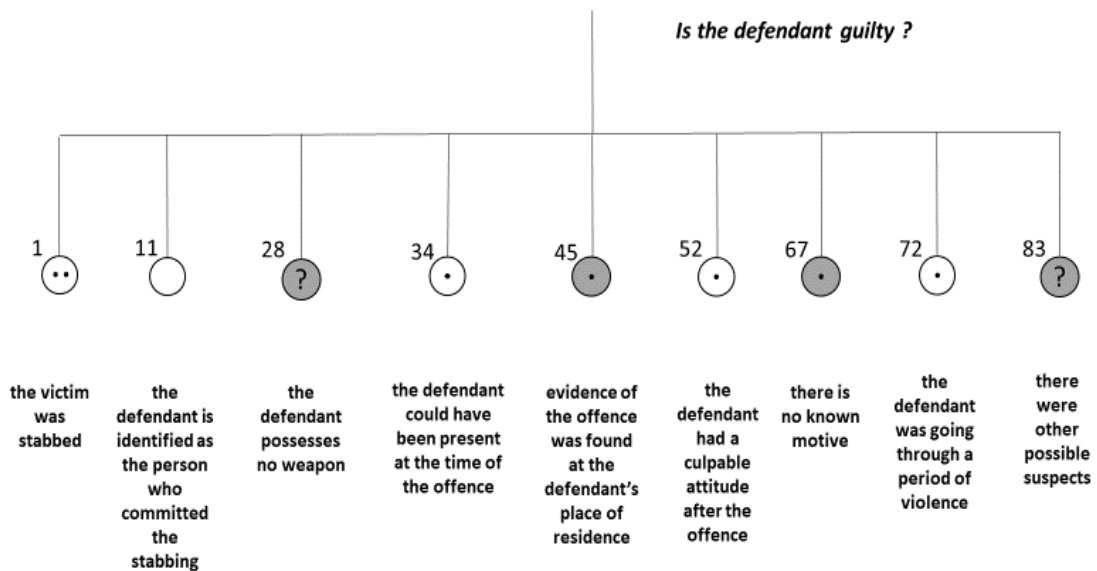 Is the defendant guilty ?
1
11
28
34
45
52
67
72
83
?
?
the victim
was
stabbed
the
defendant is
identified as
the person
who
committed
the
stabbing
the
defendant
possesses
no weapon
the defendant
could have
been present
at the time of
the offence
evidence of
the offence
was found
at the
defendant's
place of
residence
the
defendant
had a
culpable
attitude
after the
offence
there is
no known
motive
the
defendant
was going
through a
period of
violence
there
were
other
possible
suspects